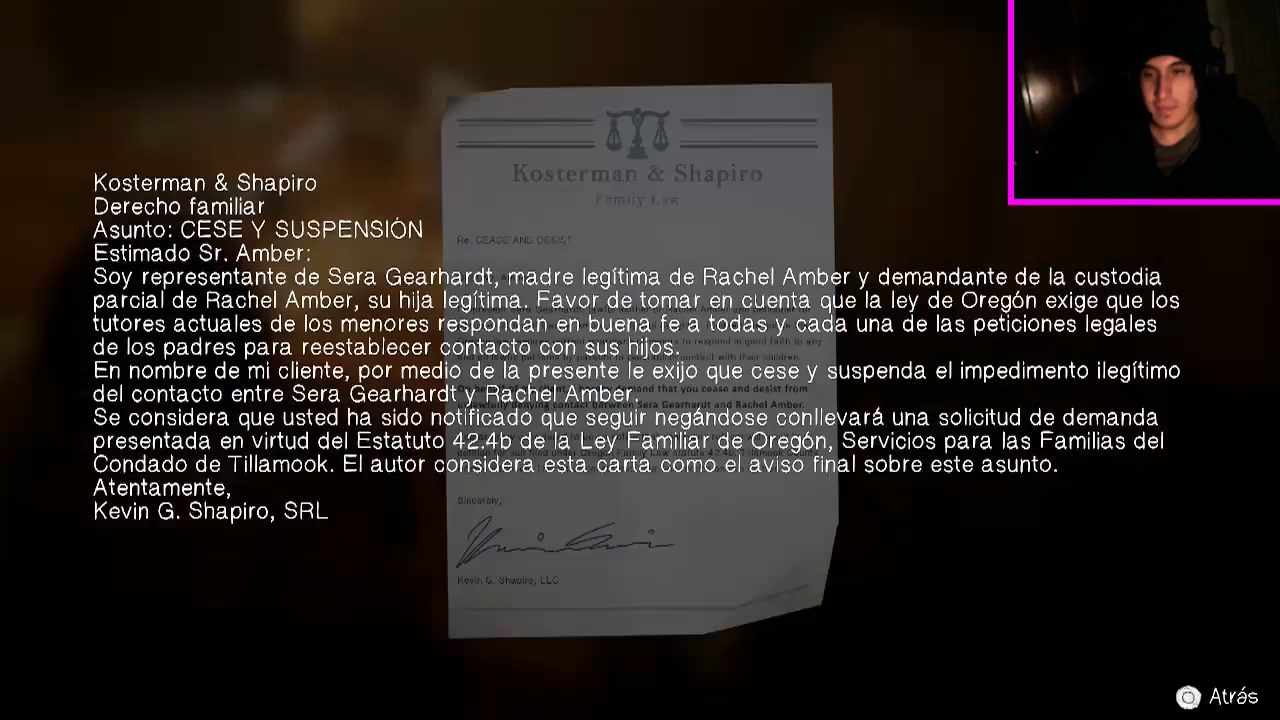 Kosterman & Shapiro
Family Law
Re: CEASE AND DESIST
Kosterman & Shapiro
Derecho familiar
Asunto: CESE Y SUSPENSIÓN
Estimado Sr. Amber:
Soy representante de Sera Gearhardt, madre legítima de Rachel Amber y demandante de la custodia
parcial de Rachel Amber, su hija legítima. Favor de tomar en cuenta que la ley de Oregón exige que los
tutores actuales de los menores respondan en buena fe a todas y cada una de las peticiones legales
de los padres para reestablecer contacto con sus hijos.
En nombre de mi cliente, por medio de la presente le exijo que cese y suspenda el impedimento ilegítimo
del contacto entre Sera Gearhardt y Rachel Amber.
Se considera que usted ha sido notificado que seguir negándose conllevará una solicitud de demanda
presentada en virtud del Estatuto 42.4b de la Ley Familiar de Oregón, Servicios para las Familias del
Condado de Tillamook. El autor considera esta carta como el aviso final sobre este asunto.
Atentamente,
Kevin G. Shapiro, SRL
Sincerely,
Kevin G. Shapiro, LLC
Atrás